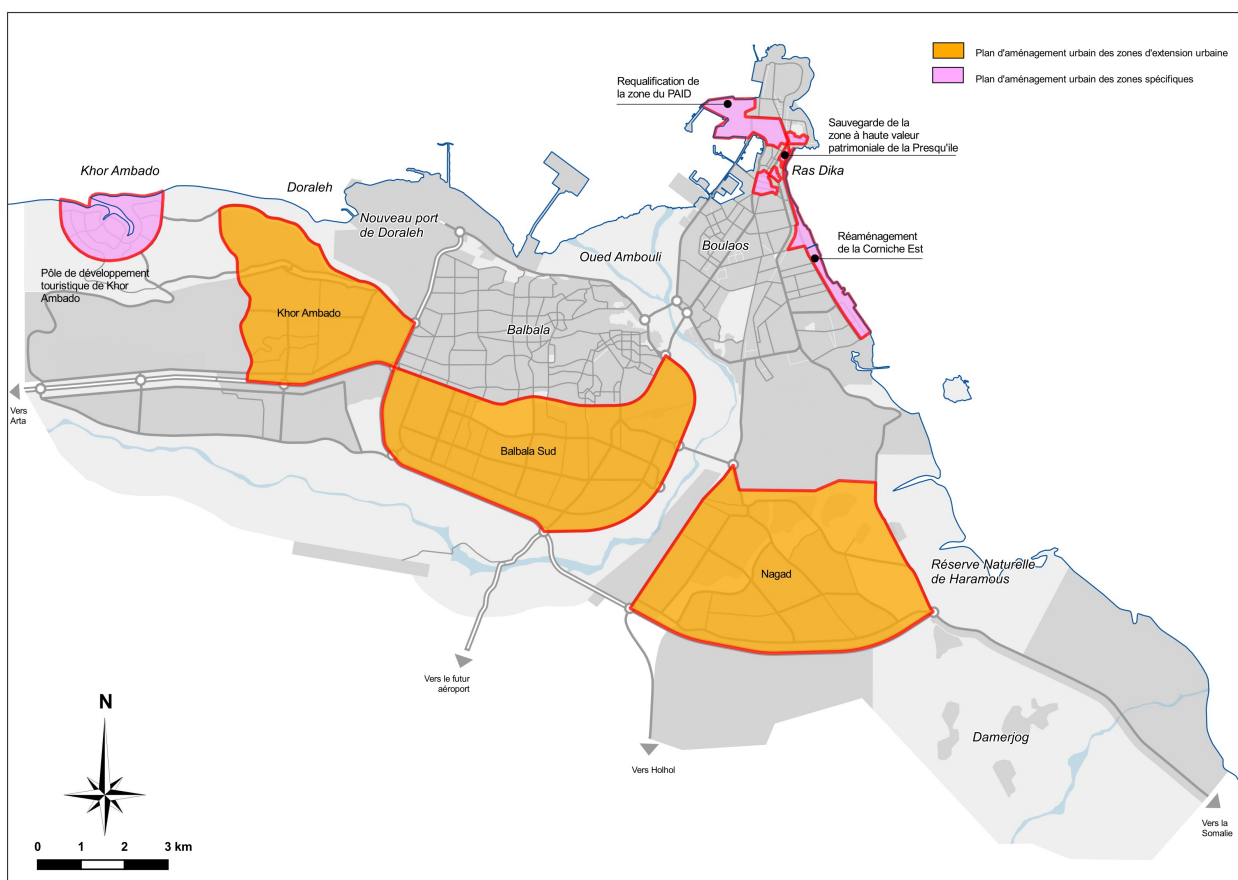 Plan d'aménagement urbain des zones d'extension urbaine
Plan d'aménagement urbain des zones spécifiques
Requalification de
la zone du PAID
Sauvegarde de la
zone à haute valeur
patrimoniale de la Presqu'ile
Ras Dika
Khor Ambado
Doraleh
Nouveau port
de Doraleh
Oued Ambouli
Boulaos
Réaménagement
de la Corniche Est
Pôle de développement
touristique de Khor
Ambado
Khor Ambado
Balbala
Vers
Arta
Balbala Sud
Nagad
Réserve Naturelle
de Haramous
Vers le futur
aéroport
Damerjog
Vers Holhol
Vers la
Somalie
N
0 1 2 3 km